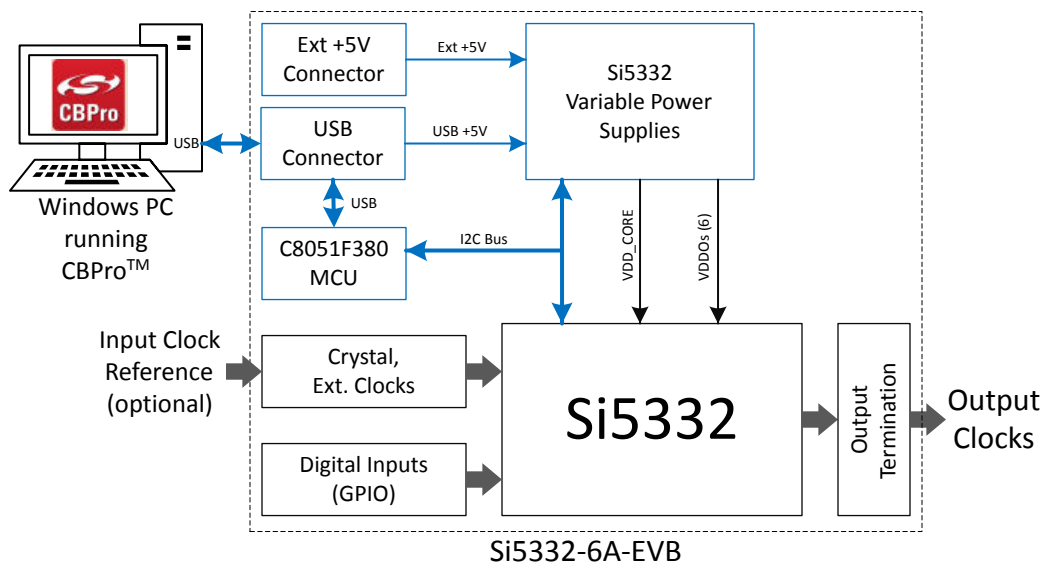 CBPro
USB
Windows PC
running
CBPro™
Ext +5V
Connector
Ext +5V
Si5332
Variable Power
Supplies
USB
Connector
USB +5V
USB
C8051F380
MCU
I2C Bus
VDD_CORE
VDDOs (6)
Input Clock
Reference
(optional)
Crystal,
Ext. Clocks
Digital Inputs
(GPIO)
Si5332
Output
Termination
Output
Clocks
Si5332-6A-EVB